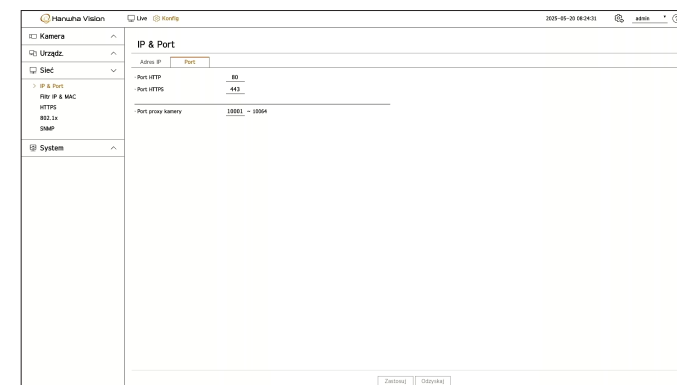 Hanwha Vision
Live Konfig
2025-05-20 08:24:31 admin
Kamera
Urządz.
Sieć
IP & Port
Filtr IP & MAC
HTTPS
802.1x
SNMP
System
IP & Port
Adres IP Port
· Port HTTP 80
· Port HTTPS 443
· Port proxy kamery 10001 ~ 10064
Zastosuj Odzyskaj